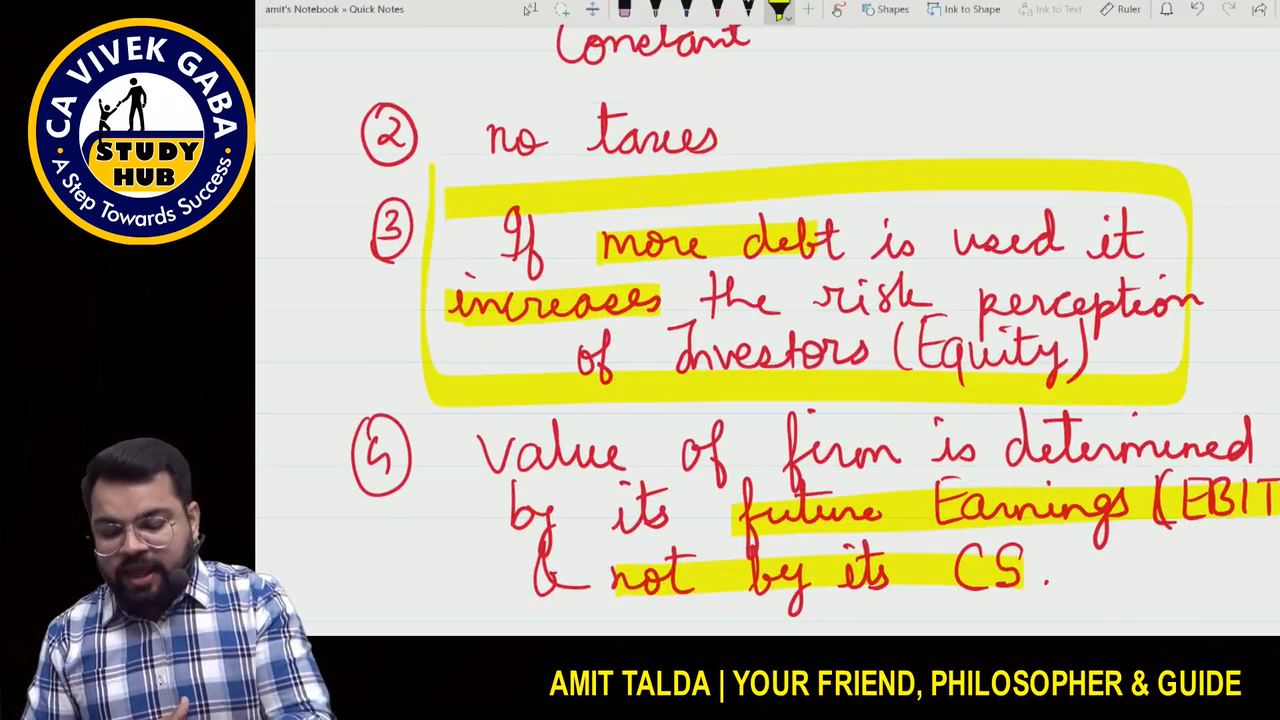 amit's Notebook » Quick Notes
Shapes
Ink to Shape
Ink to Text
Ruler
CA VIVEK GABA
STUDY
HUB
• A Step Towards Success •
Constant
② no taxes
③ If more debt is used it
increases the risk perception
of Investors (Equity)
④ Value of firm is determined
by its future Earnings (EBIT
& not by its CS.
AMIT TALDA | YOUR FRIEND, PHILOSOPHER & GUIDE